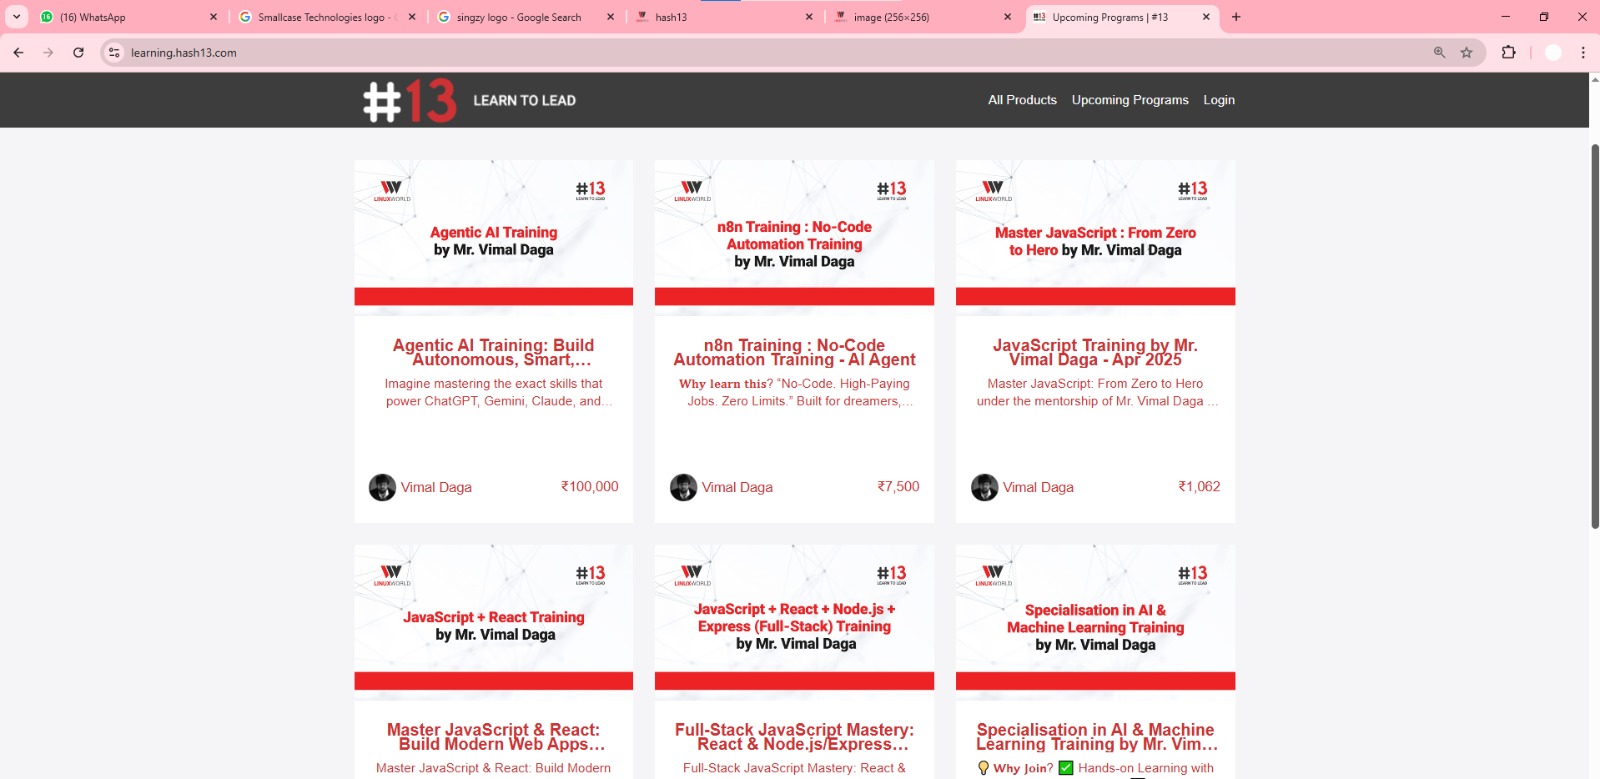 (16) WhatsApp
Smallcase Technologies logo -
singzy logo - Google Search
hash13
image (256×256)
Upcoming Programs | #13
learning.hash13.com
#13 LEARN TO LEAD
All Products Upcoming Programs Login
LINUXWORLD
#13
LEARN TO LEAD
Agentic AI Training
by Mr. Vimal Daga
Agentic AI Training: Build
Autonomous, Smart,...
Imagine mastering the exact skills that
power ChatGPT, Gemini, Claude, and...
Vimal Daga ₹100,000
LINUXWORLD
#13
LEARN TO LEAD
n8n Training : No-Code
Automation Training
by Mr. Vimal Daga
n8n Training : No-Code
Automation Training - AI Agent
Why learn this? “No-Code. High-Paying
Jobs. Zero Limits.” Built for dreamers,...
Vimal Daga ₹7,500
LINUXWORLD
#13
LEARN TO LEAD
Master JavaScript : From Zero
to Hero by Mr. Vimal Daga
JavaScript Training by Mr.
Vimal Daga - Apr 2025
Master JavaScript: From Zero to Hero
under the mentorship of Mr. Vimal Daga ...
Vimal Daga ₹1,062
LINUXWORLD
#13
LEARN TO LEAD
JavaScript + React Training
by Mr. Vimal Daga
Master JavaScript & React:
Build Modern Web Apps...
Master JavaScript & React: Build Modern
LINUXWORLD
#13
LEARN TO LEAD
JavaScript + React + Node.js +
Express (Full-Stack) Training
by Mr. Vimal Daga
Full-Stack JavaScript Mastery:
React & Node.js/Express...
Full-Stack JavaScript Mastery: React &
LINUXWORLD
#13
LEARN TO LEAD
Specialisation in AI &
Machine Learning Training
by Mr. Vimal Daga
Specialisation in AI & Machine
Learning Training by Mr. Vim...
💡 Why Join? ✅ Hands-on Learning with